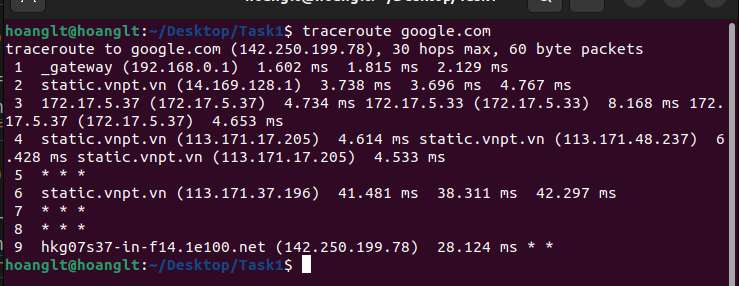 hoanglt@hoanglt:~/Desktop/Task1$ traceroute google.com
traceroute to google.com (142.250.199.78), 30 hops max, 60 byte packets
 1  _gateway (192.168.0.1)  1.602 ms  1.815 ms  2.129 ms
 2  static.vnpt.vn (14.169.128.1)  3.738 ms  3.696 ms  4.767 ms
 3  172.17.5.37 (172.17.5.37)  4.734 ms 172.17.5.33 (172.17.5.33)  8.168 ms 172.
17.5.37 (172.17.5.37)  4.653 ms
 4  static.vnpt.vn (113.171.17.205)  4.614 ms static.vnpt.vn (113.171.48.237)  6
.428 ms static.vnpt.vn (113.171.17.205)  4.533 ms
 5  * * *
 6  static.vnpt.vn (113.171.37.196)  41.481 ms  38.311 ms  42.297 ms
 7  * * *
 8  * * *
 9  hkg07s37-in-f14.1e100.net (142.250.199.78)  28.124 ms * *
hoanglt@hoanglt:~/Desktop/Task1$